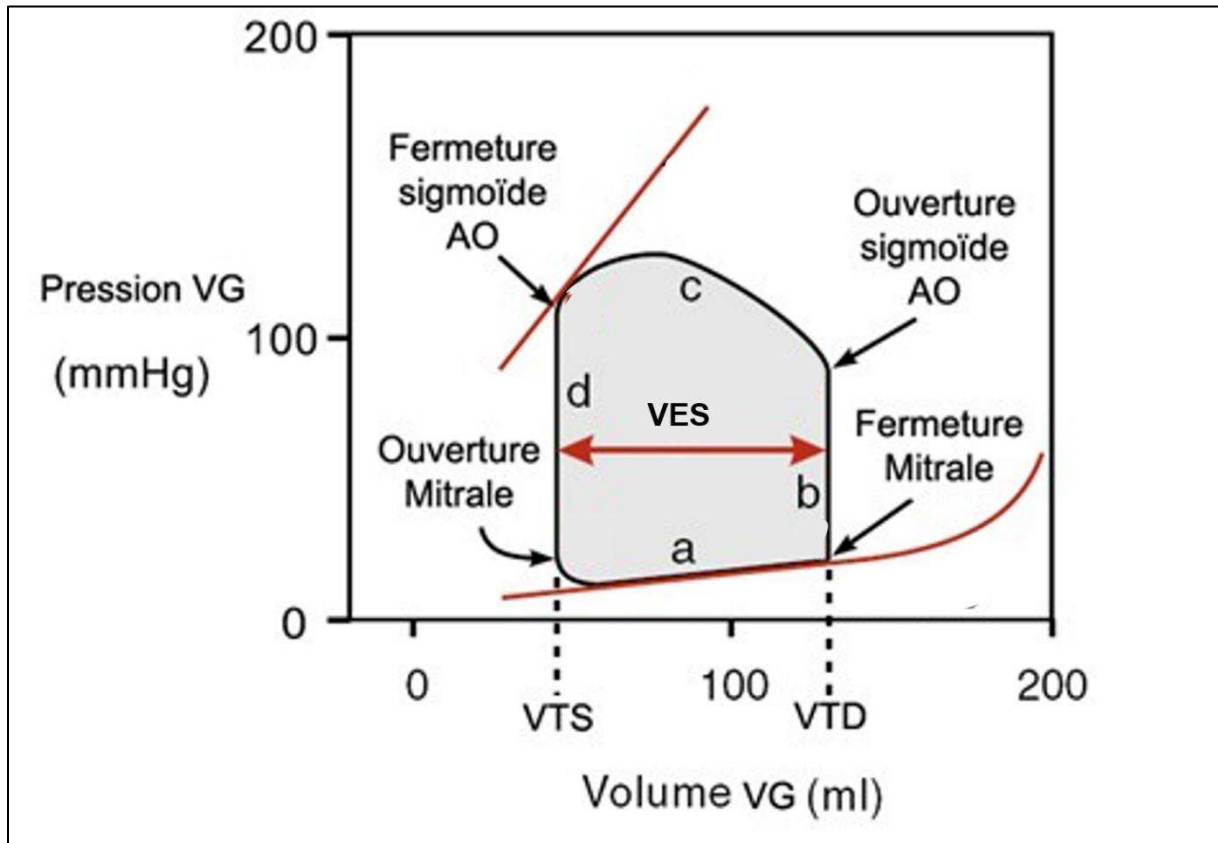 200
Fermeture
sigmoïde
AO
Ouverture
sigmoïde
AO
Pression VG
(mmHg)
100
c
d
VES
Ouverture
Mitrale
Fermeture
Mitrale
b
a
0
0
100
200
VTS
VTD
Volume VG (ml)